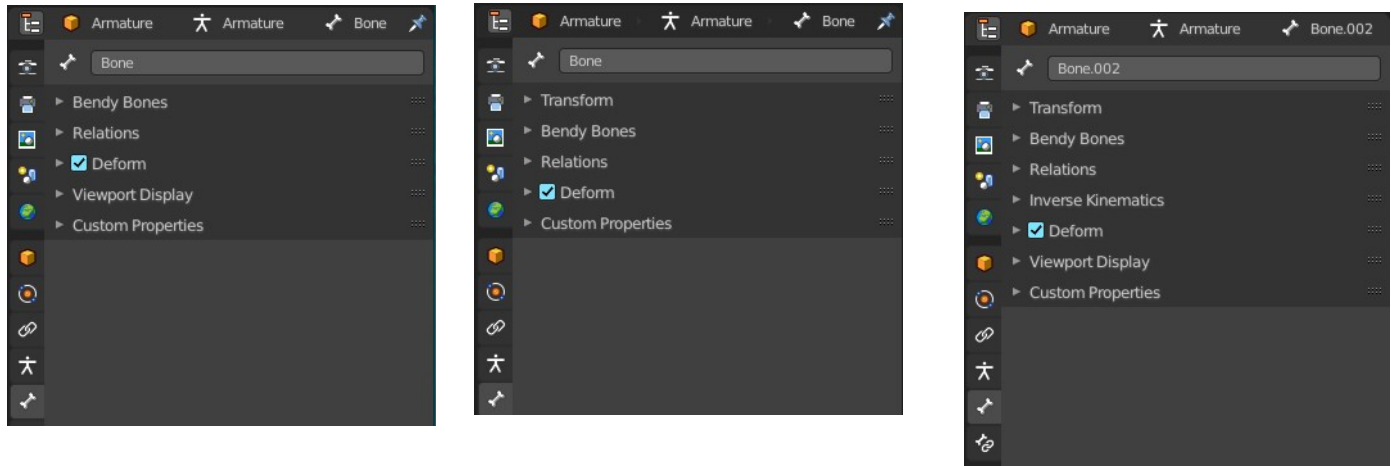 Armature Armature Bone
Bone
Bendy Bones
Relations
Deform
Viewport Display
Custom Properties
Armature Armature Bone
Bone
Transform
Bendy Bones
Relations
Deform
Custom Properties
Armature Armature Bone.002
Bone.002
Transform
Bendy Bones
Relations
Inverse Kinematics
Deform
Viewport Display
Custom Properties